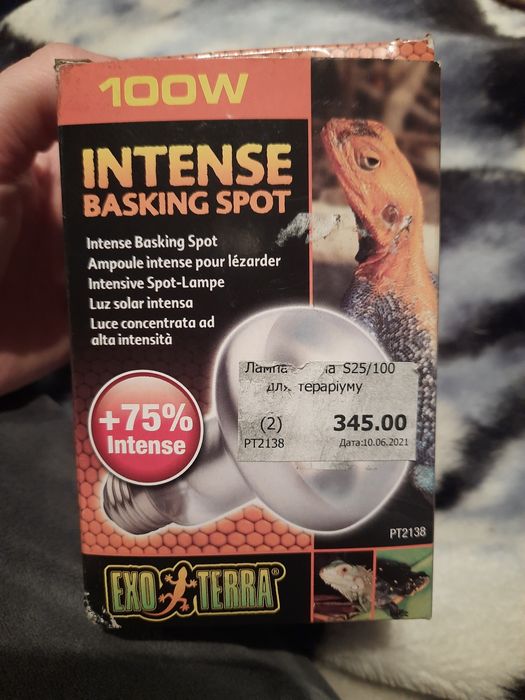 100W
INTENSE
BASKING SPOT
Intense Basking Spot
Ampoule intense pour lézarder
Intensive Spot-Lampe
Luz solar intensa
Luce concentrata ad
alta intensità
+75%
Intense
Лампа S25/100
для тераріуму
(2) 345.00
PT2138 Дата:10.06.2021
PT2138
EXO TERRA®